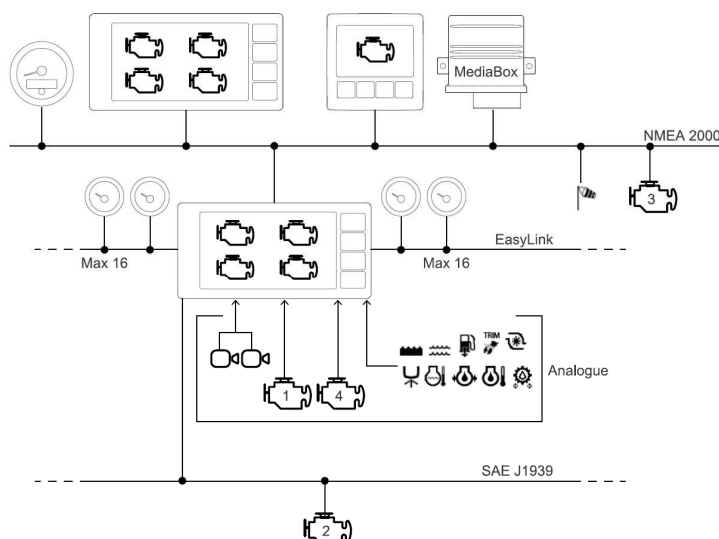 MediaBox
NMEA 2000
3
EasyLink
Max 16
Max 16
TRIM
Analogue
1
4
SAE J1939
2